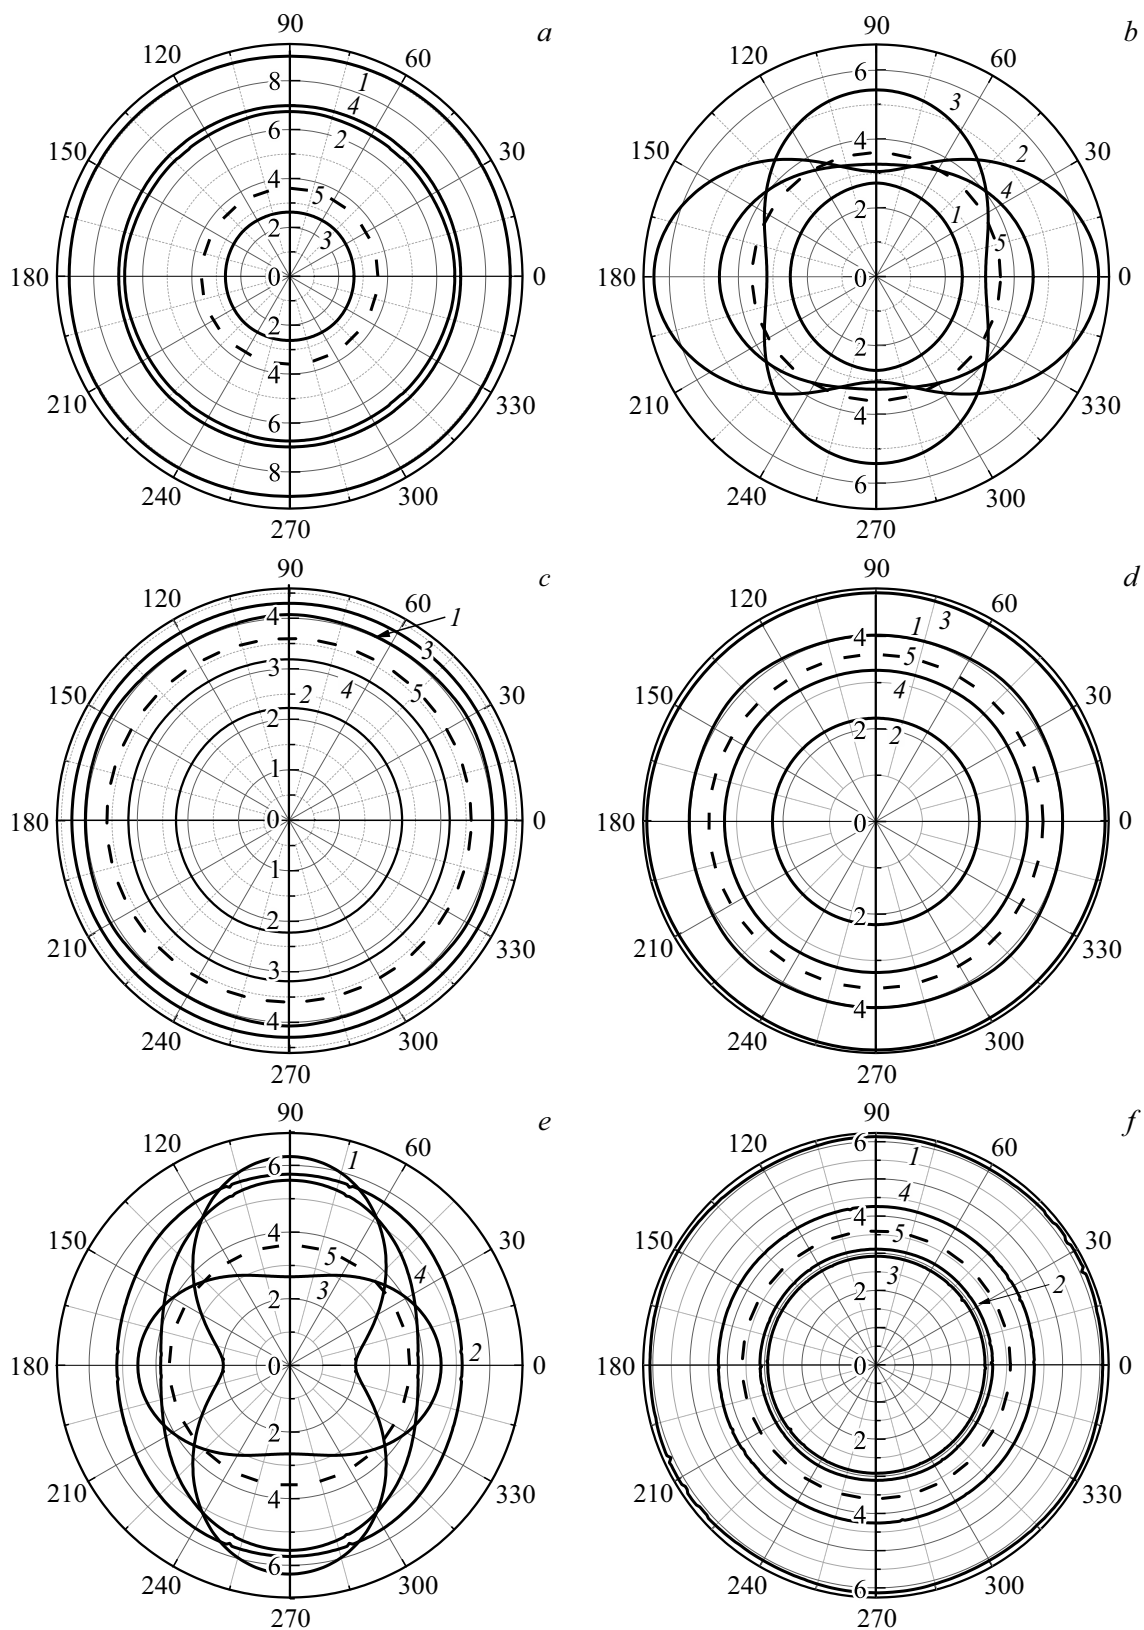 90 a 90 b
120 60 120 60
8 1 6
4 3
6 2 4
150 30 150 2 30
4 5 4
2 3 2 1 5
180 0 0 180 0 0
2 2
4
210 330 210 4 330
6
8 6
240 300 240 300
270 270
90 c 90 d
120 60 120 60
4 1 4 1 3
3 5
3 4
150 2 4 5 30 150 30
2 2 2
1
180 0 0 180 0 0
1
2 2
210 330 210 330
3
4 4
240 300 240 300
270 270
90 e 90 f
120 60 120 60
6 1 6 1
4
4 4
150 5 30 150 5 30
4
2 3 2 3 2
180 0 2 0 180 0 0
2 2
210 4 330 210 4 330
6 6
240 300 240 300
270 270